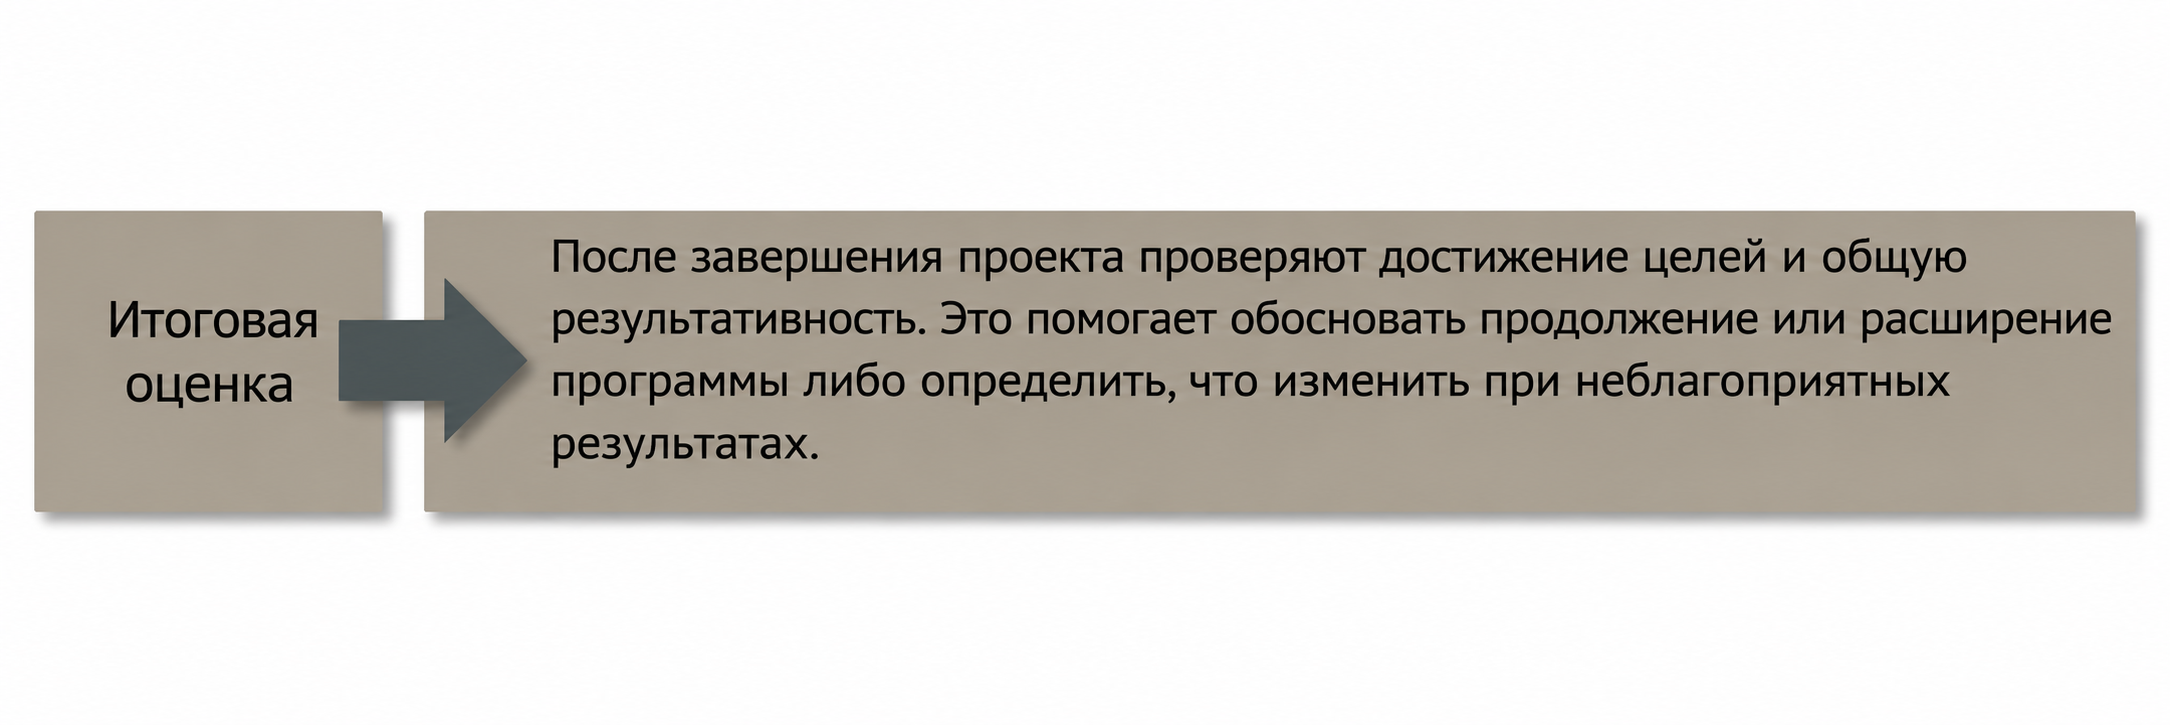 Итоговая
оценка
После завершения проекта проверяют достижение целей и общую
результативность. Это помогает обосновать продолжение или расширение
программы либо определить, что изменить при неблагоприятных
результатах.